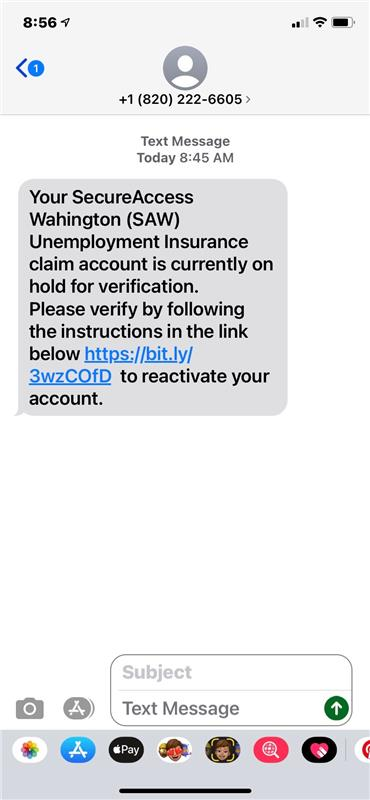 8:56
1
+1 (820) 222-6605
Text Message
Today 8:45 AM
Your SecureAccess
Wahington (SAW)
Unemployment Insurance
claim account is currently on
hold for verification.
Please verify by following
the instructions in the link
below https://bit.ly/
3wzCOfD to reactivate your
account.
Subject
Text Message
Pay